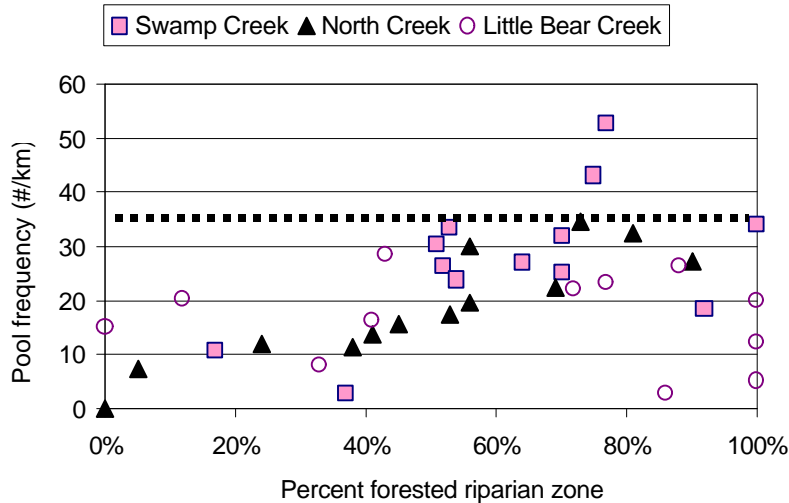 Swamp Creek North Creek Little Bear Creek
60
50
40
30
20
10
0
0% 20% 40% 60% 80% 100%
Pool frequency (#/km)
Percent forested riparian zone